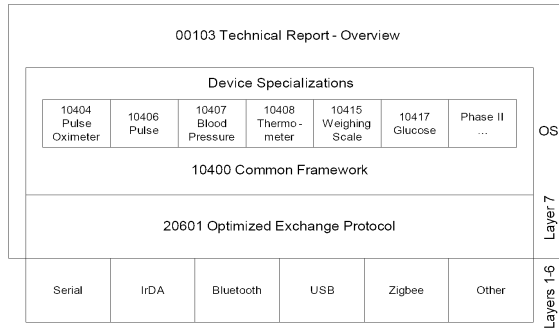 00103 Technical Report - Overview
Device Specializations
10404 Pulse Oximeter
10406 Pulse
10407 Blood Pressure
10408 Thermo - meter
10415 Weighing Scale
10417 Glucose
Phase II ...
OS
10400 Common Framework
20601 Optimized Exchange Protocol
Layer 7
Serial
IrDA
Bluetooth
USB
Zigbee
Other
Layers 1-6